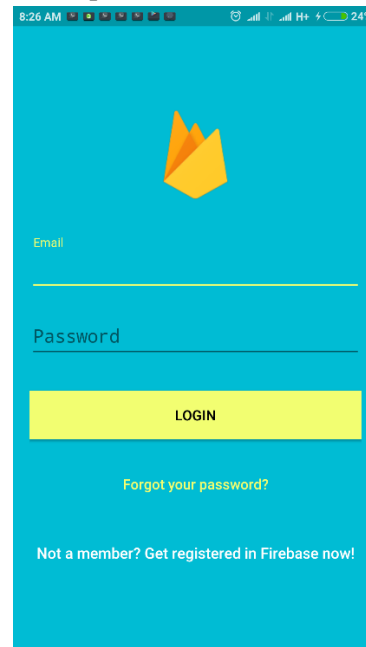 8:26 AM H+ 24%
Email
Password
LOGIN
Forgot your password?
Not a member? Get registered in Firebase now!